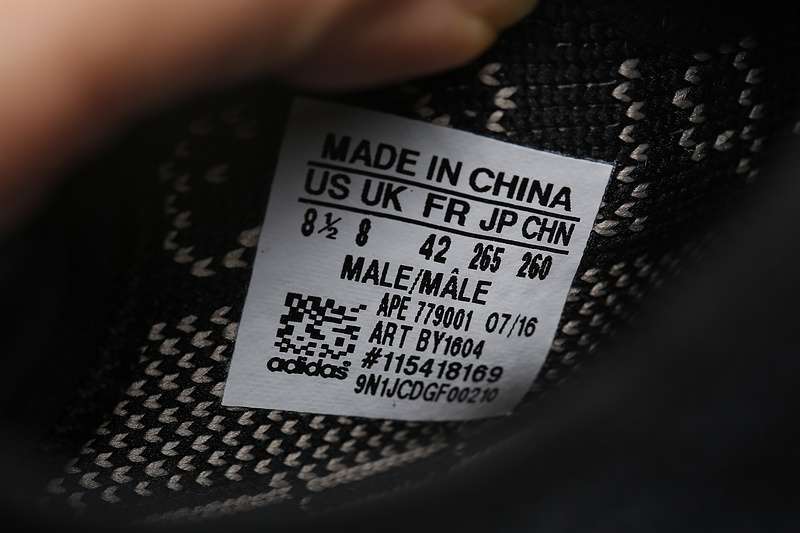 MADE IN CHINA
US UK FR JP CHN
8½ 8 42 265 260
MALE/MÂLE
APE 779001 07/16
ART BY1604
#115418169
adidas
9N1JCDGF00210